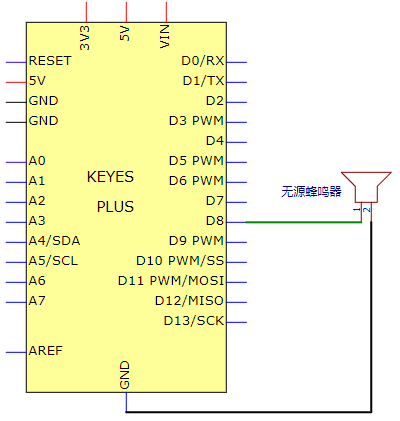 3V3
5V
VIN
RESET
D0/RX
5V
D1/TX
GND
D2
GND
D3 PWM
D4
A0
D5 PWM
A1
KEYES
D6 PWM
A2
PLUS
D7
无源蜂鸣器
A3
D8
1
2
A4/SDA
D9 PWM
A5/SCL
D10 PWM/SS
A6
D11 PWM/MOSI
A7
D12/MISO
D13/SCK
AREF
GND